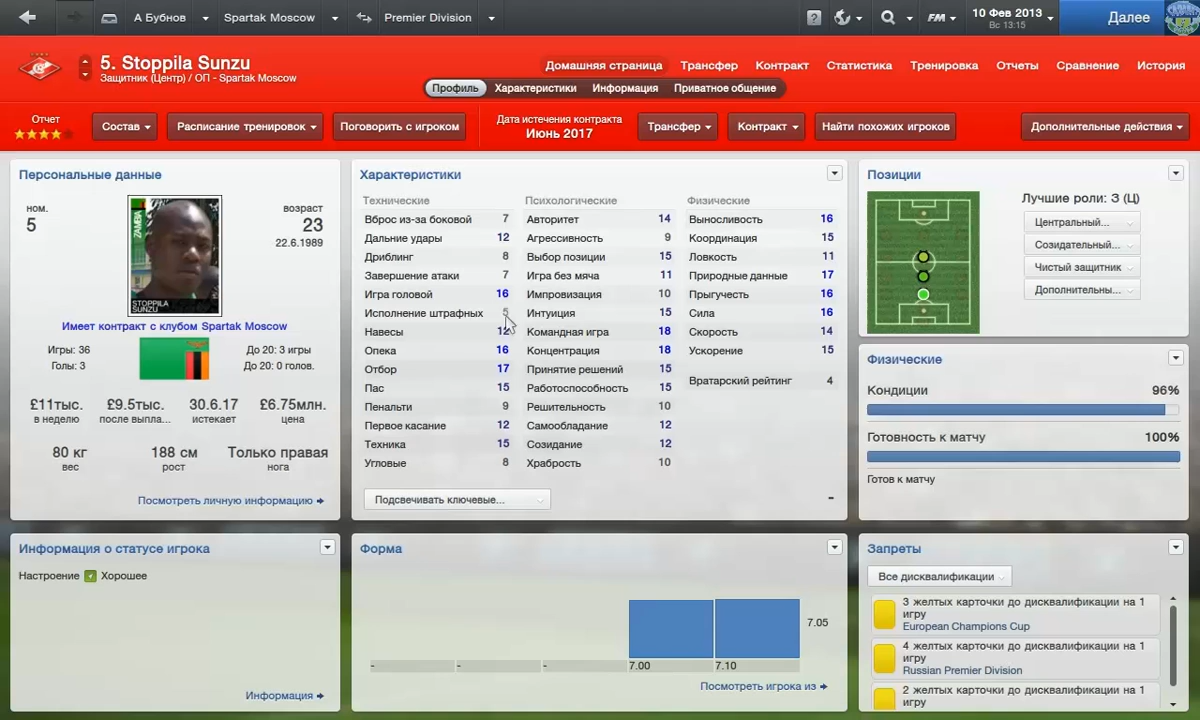 А Бубнов
Spartak Moscow
Premier Division
?
FM
10 Фев 2013
Вс 13:15
Далее
5. Stoppila Sunzu
Защитник (Центр) / ОП - Spartak Moscow
Домашняя страница
Трансфер
Контракт
Статистика
Тренировка
Отчеты
Сравнение
История
Профиль
Характеристики
Информация
Приватное общение
Отчет
Состав
Расписание тренировок
Поговорить с игроком
Дата истечения контракта
Июнь 2017
Трансфер
Контракт
Найти похожих игроков
Дополнительные действия
Персональные данные
ном.
5
ZAMBIA
STOPPILA
SUNZU
возраст
23
22.6.1989
Имеет контракт с клубом Spartak Moscow
Игры: 36
Голы: 3
До 20: 3 игры
До 20: 0 голов.
£11тыс.
в неделю
£9.5тыс.
после выпла...
30.6.17
истекает
£6.75млн.
цена
80 кг
вес
188 см
рост
Только правая
нога
Посмотреть личную информацию
Характеристики
Технические
Вброс из-за боковой 7
Дальние удары 12
Дриблинг 8
Завершение атаки 7
Игра головой 16
Исполнение штрафных 5
Навесы 12
Опека 16
Отбор 17
Пас 15
Пенальти 9
Первое касание 12
Техника 15
Угловые 8
Психологические
Авторитет 14
Агрессивность 9
Выбор позиции 15
Игра без мяча 11
Импровизация 10
Интуиция 15
Командная игра 18
Концентрация 18
Принятие решений 15
Работоспособность 15
Решительность 10
Самообладание 12
Созидание 12
Храбрость 10
Физические
Выносливость 16
Координация 15
Ловкость 11
Природные данные 17
Прыгучесть 16
Сила 16
Скорость 14
Ускорение 15
Вратарский рейтинг 4
Подсвечивать ключевые...
-
Позиции
Лучшие роли: З (Ц)
Центральный...
Созидательный...
Чистый защитник
Дополнительны...
Физические
Кондиции 96%
Готовность к матчу 100%
Готов к матчу
Информация о статусе игрока
Настроение Хорошее
Информация
Форма
7.05
- - - 7.00 7.10
Посмотреть игрока из
Запреты
Все дисквалификации
3 желтых карточки до дисквалификации на 1
игру
European Champions Cup
4 желтых карточки до дисквалификации на 1
игру
Russian Premier Division
2 желтых карточки до дисквалификации на 1
игру